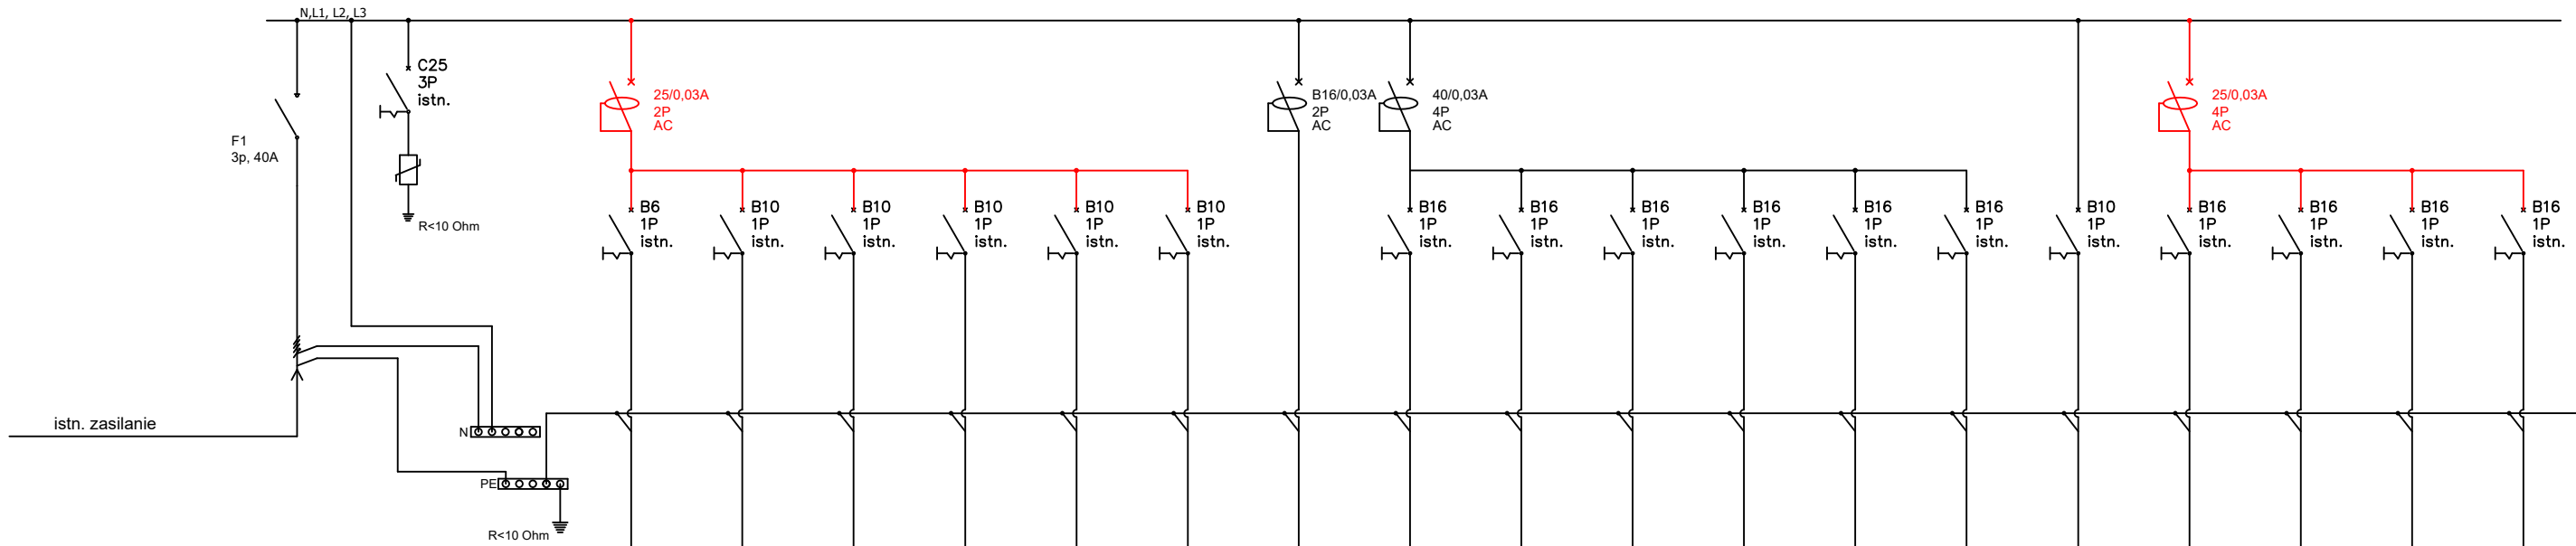 N,L1, L2, L3
C25
3P
istn.
R<10 Ohm
F1
3p, 40A
25/0,03A
2P
AC
B16/0,03A
2P
AC
40/0,03A
4P
AC
25/0,03A
4P
AC
B6
1P
istn.
B10
1P
istn.
B10
1P
istn.
B10
1P
istn.
B10
1P
istn.
B10
1P
istn.
B16
1P
istn.
B16
1P
istn.
B16
1P
istn.
B16
1P
istn.
B16
1P
istn.
B16
1P
istn.
B10
1P
istn.
B16
1P
istn.
B16
1P
istn.
B16
1P
istn.
B16
1P
istn.
istn. zasilanie
N
PE
R<10 Ohm